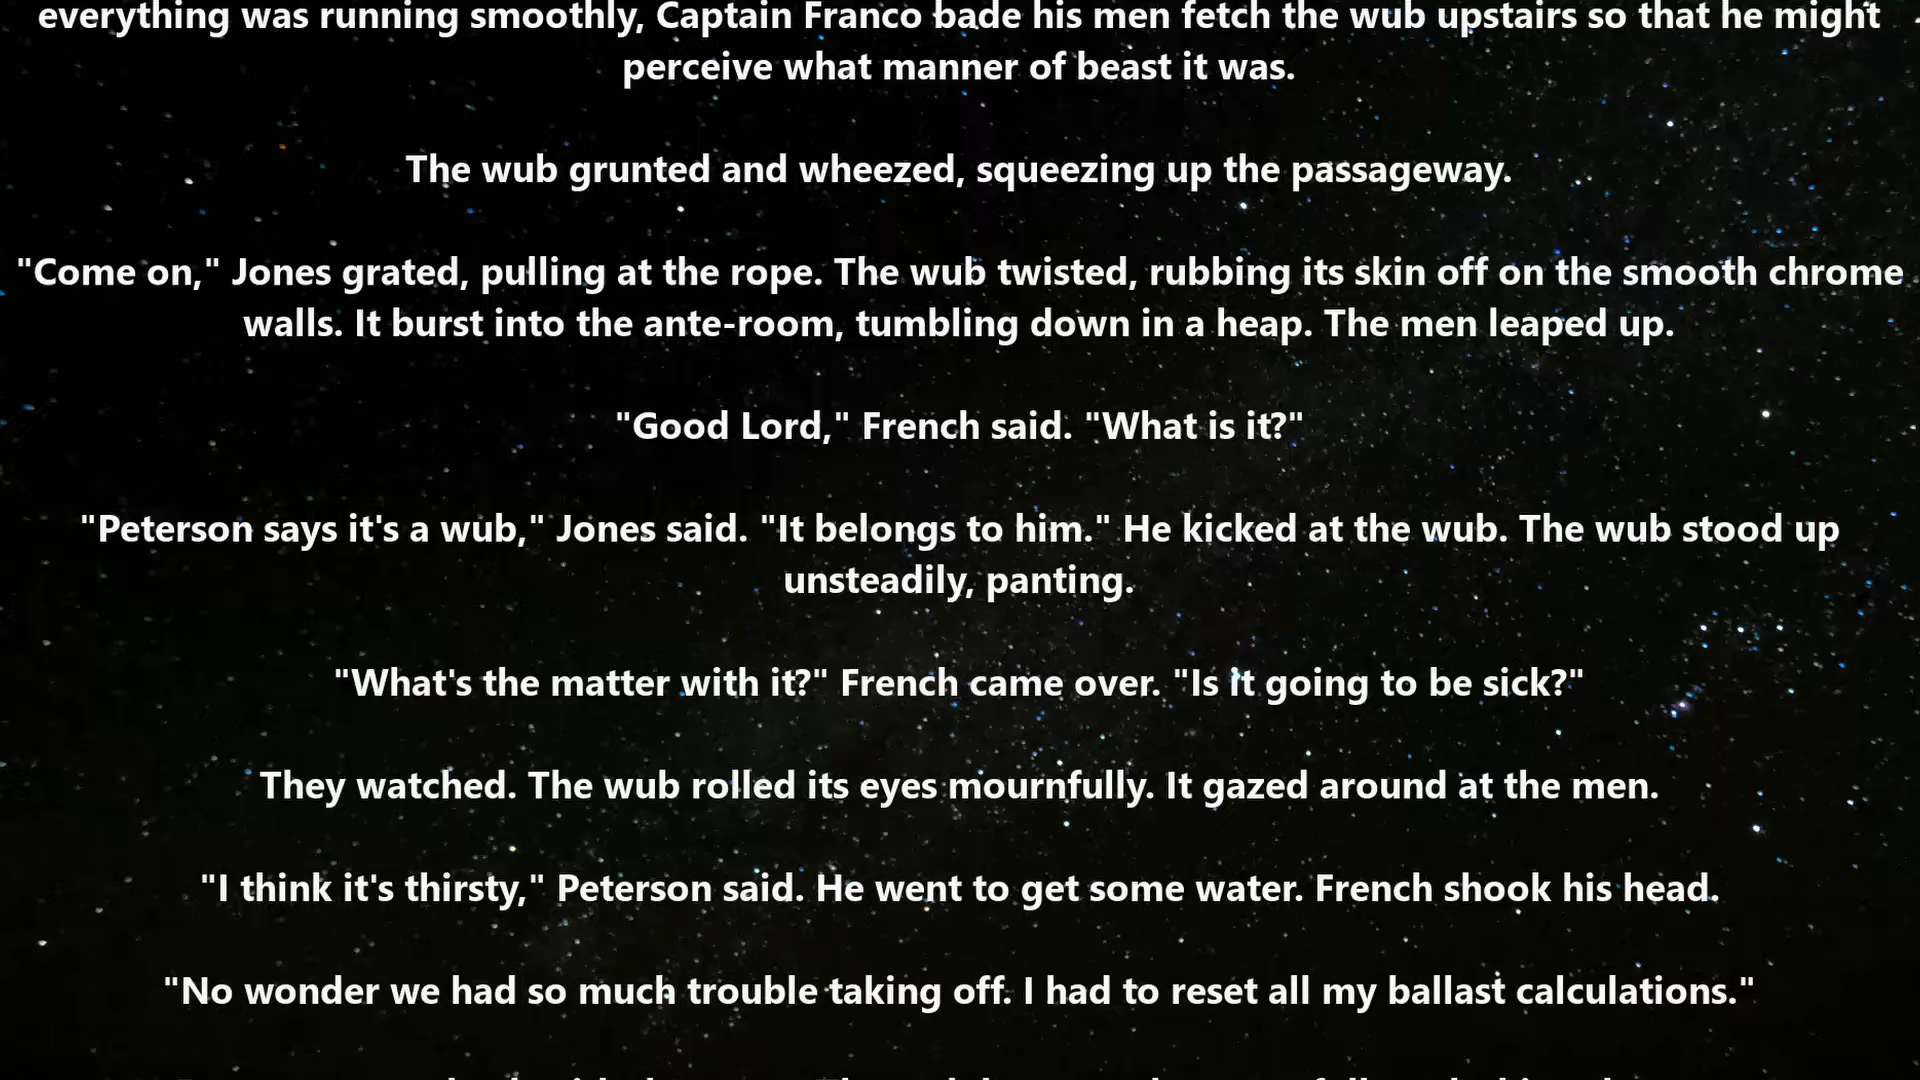 everything was running smoothly, Captain Franco bade his men fetch the wub upstairs so that he might
perceive what manner of beast it was.
The wub grunted and wheezed, squeezing up the passageway.
"Come on," Jones grated, pulling at the rope. The wub twisted, rubbing its skin off on the smooth chrome
walls. It burst into the ante-room, tumbling down in a heap. The men leaped up.
"Good Lord," French said. "What is it?"
"Peterson says it's a wub," Jones said. "It belongs to him." He kicked at the wub. The wub stood up
unsteadily, panting.
"What's the matter with it?" French came over. "Is it going to be sick?"
They watched. The wub rolled its eyes mournfully. It gazed around at the men.
"I think it's thirsty," Peterson said. He went to get some water. French shook his head.
"No wonder we had so much trouble taking off. I had to reset all my ballast calculations."